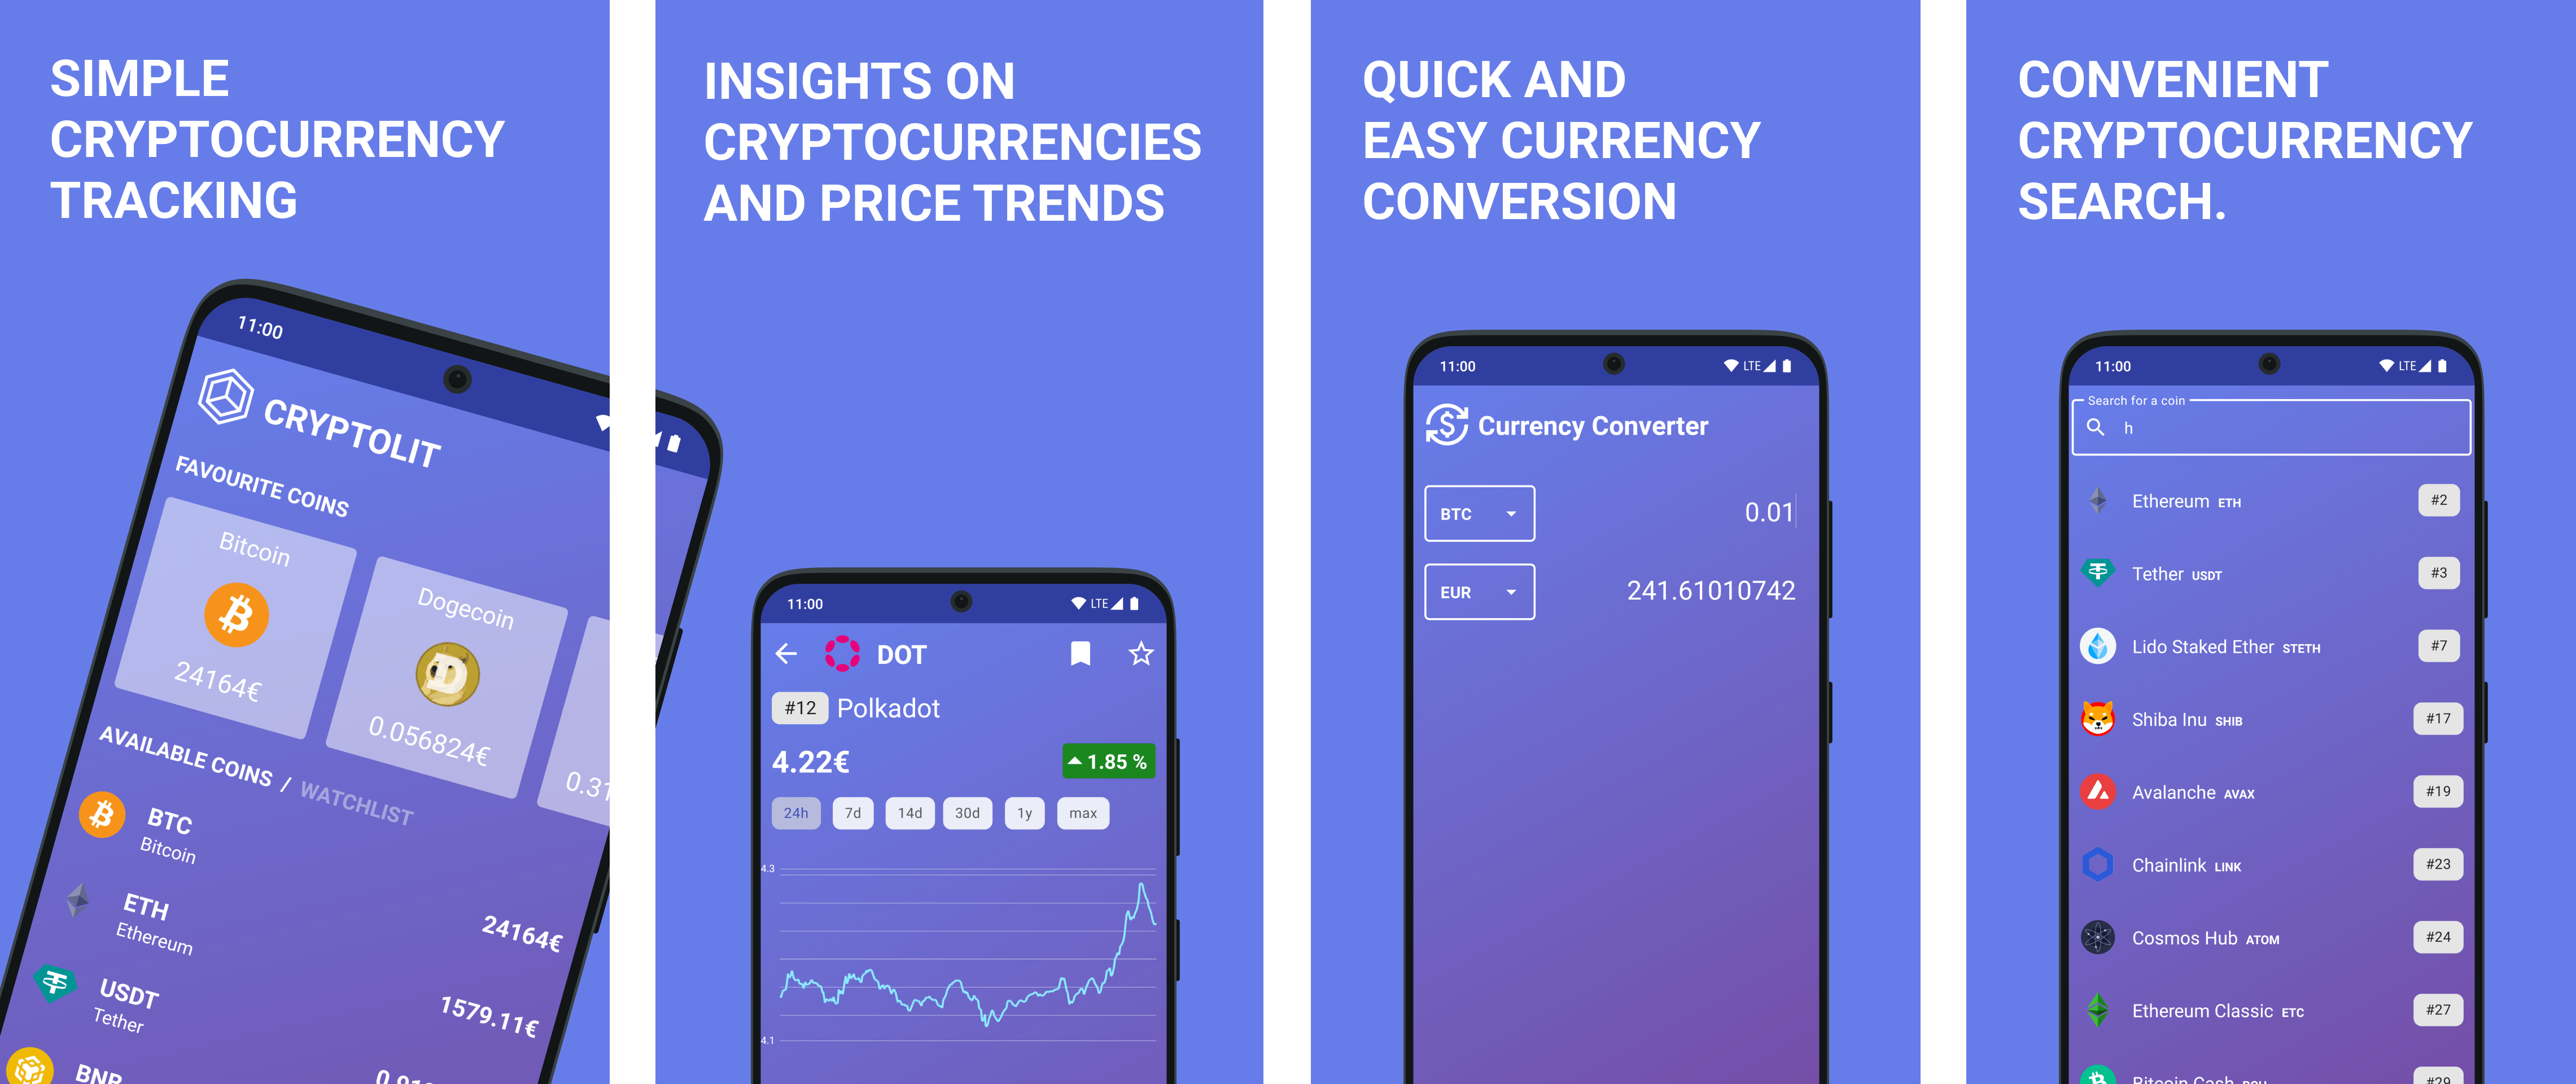 SIMPLE
CRYPTOCURRENCY
TRACKING
11:00
CRYPTOLIT
FAVOURITE COINS
Bitcoin
24164€
Dogecoin
0.056824€
0.31
AVAILABLE COINS / WATCHLIST
BTC
Bitcoin
24164€
ETH
Ethereum
1579.11€
USDT
Tether
BNB
INSIGHTS ON
CRYPTOCURRENCIES
AND PRICE TRENDS
11:00 LTE
DOT
#12 Polkadot
4.22€ 1.85 %
24h 7d 14d 30d 1y max
4.3
4.1
QUICK AND
EASY CURRENCY
CONVERSION
11:00 LTE
Currency Converter
BTC 0.01
EUR 241.61010742
CONVENIENT
CRYPTOCURRENCY
SEARCH.
11:00 LTE
Search for a coin
h
Ethereum ETH #2
Tether USDT #3
Lido Staked Ether STETH #7
Shiba Inu SHIB #17
Avalanche AVAX #19
Chainlink LINK #23
Cosmos Hub ATOM #24
Ethereum Classic ETC #27
Bitcoin Cash BCH #29